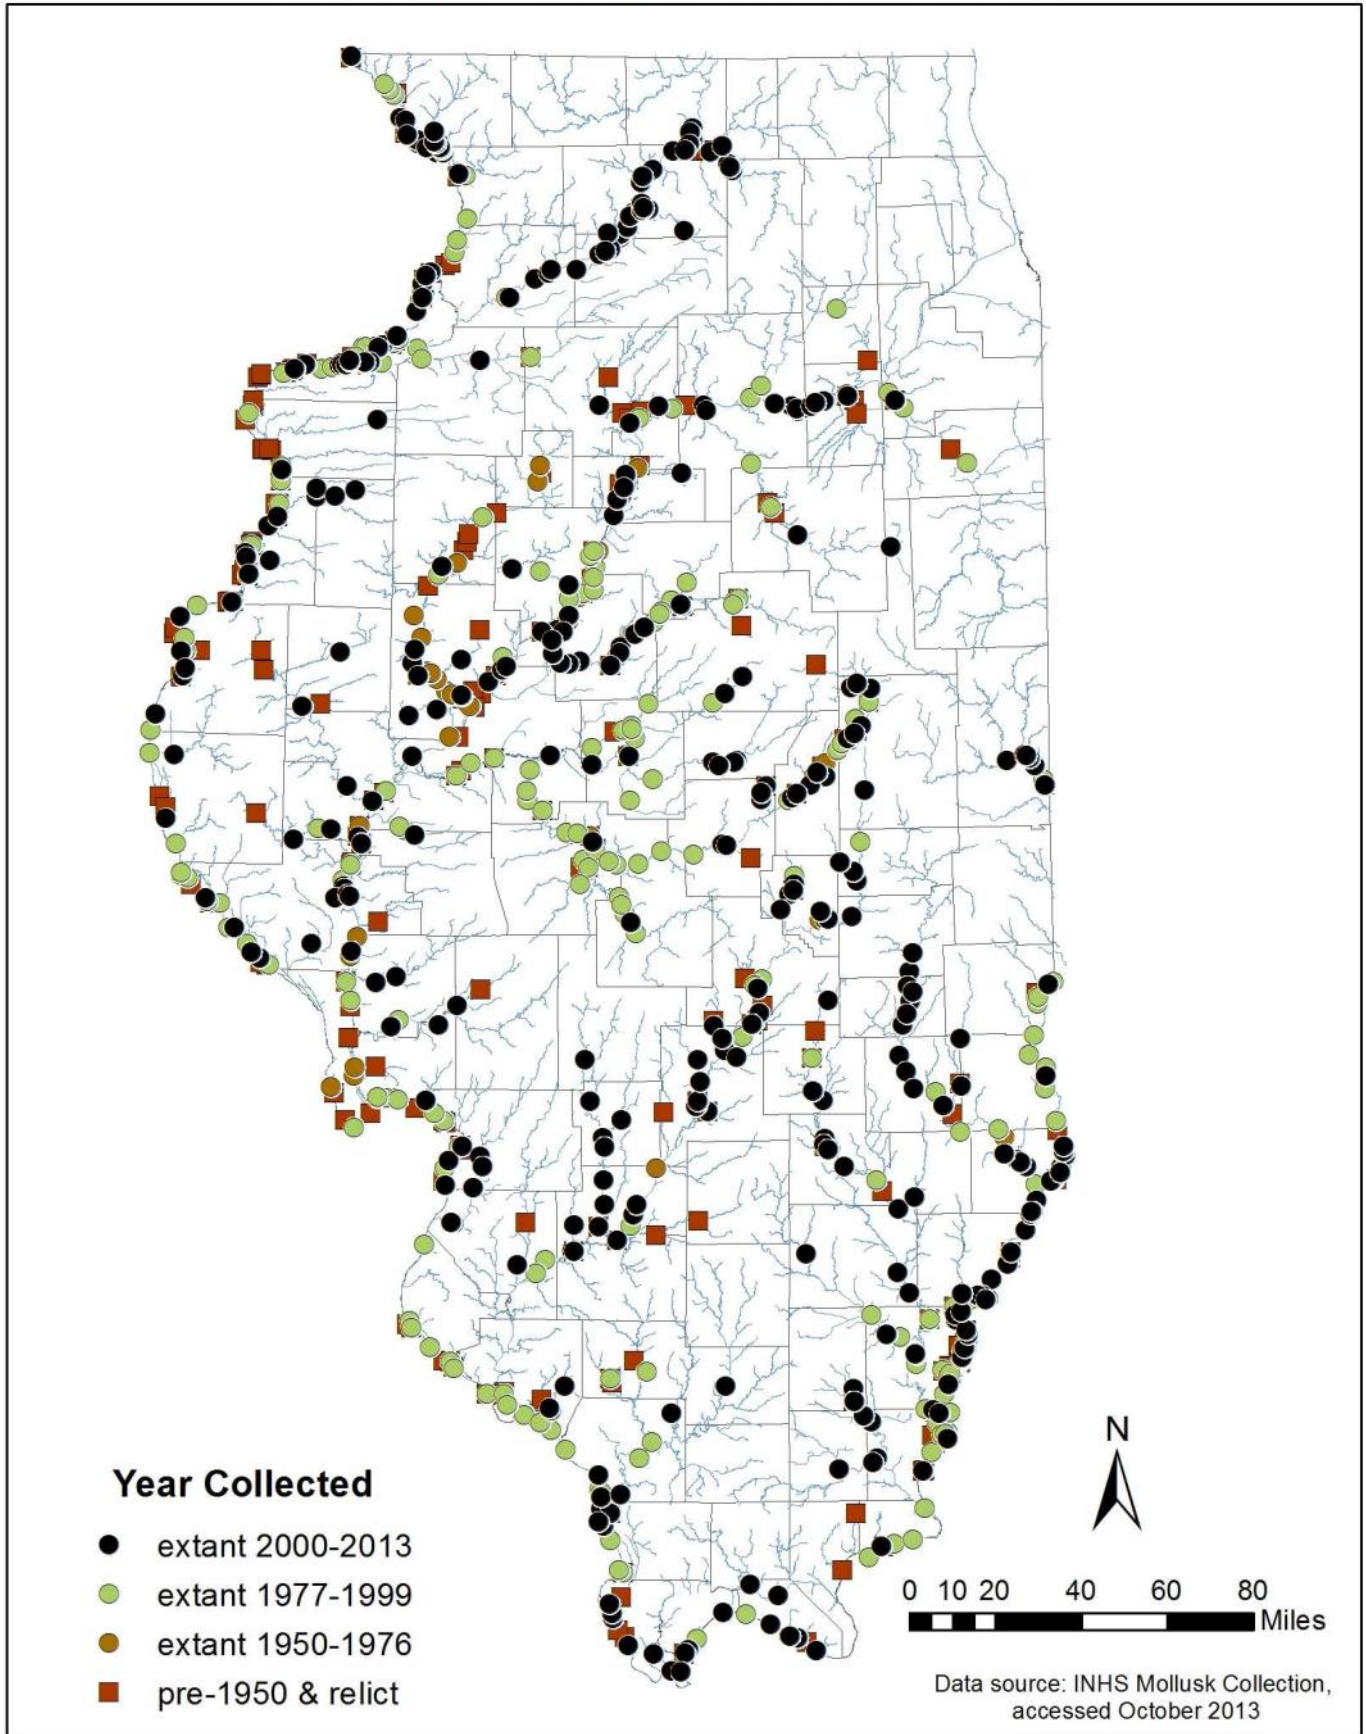 N
Year Collected
extant 2000-2013
extant 1977-1999
extant 1950-1976
pre-1950 & relict
0 10 20 40 60 80
Miles
Data source: INHS Mollusk Collection,
accessed October 2013